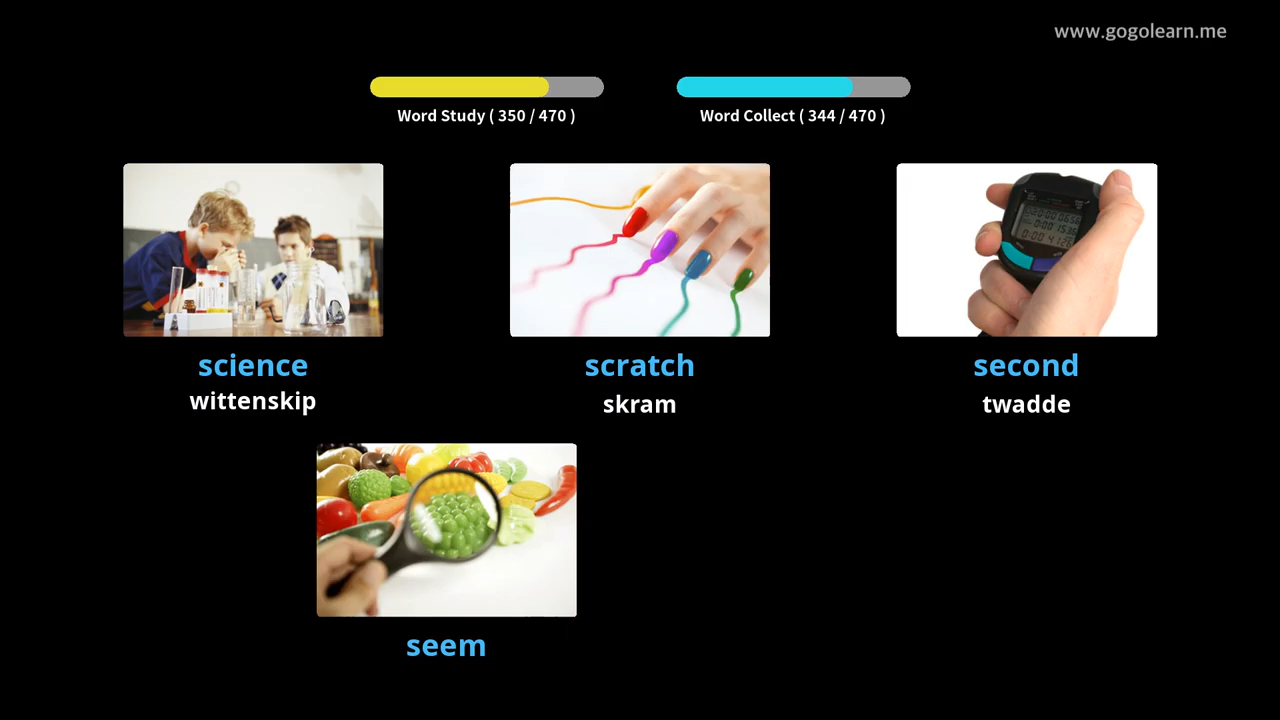 www.gogolearn.me
Word Study ( 350 / 470 )
Word Collect ( 344 / 470 )
science
wittenskip
scratch
skram
second
twadde
seem